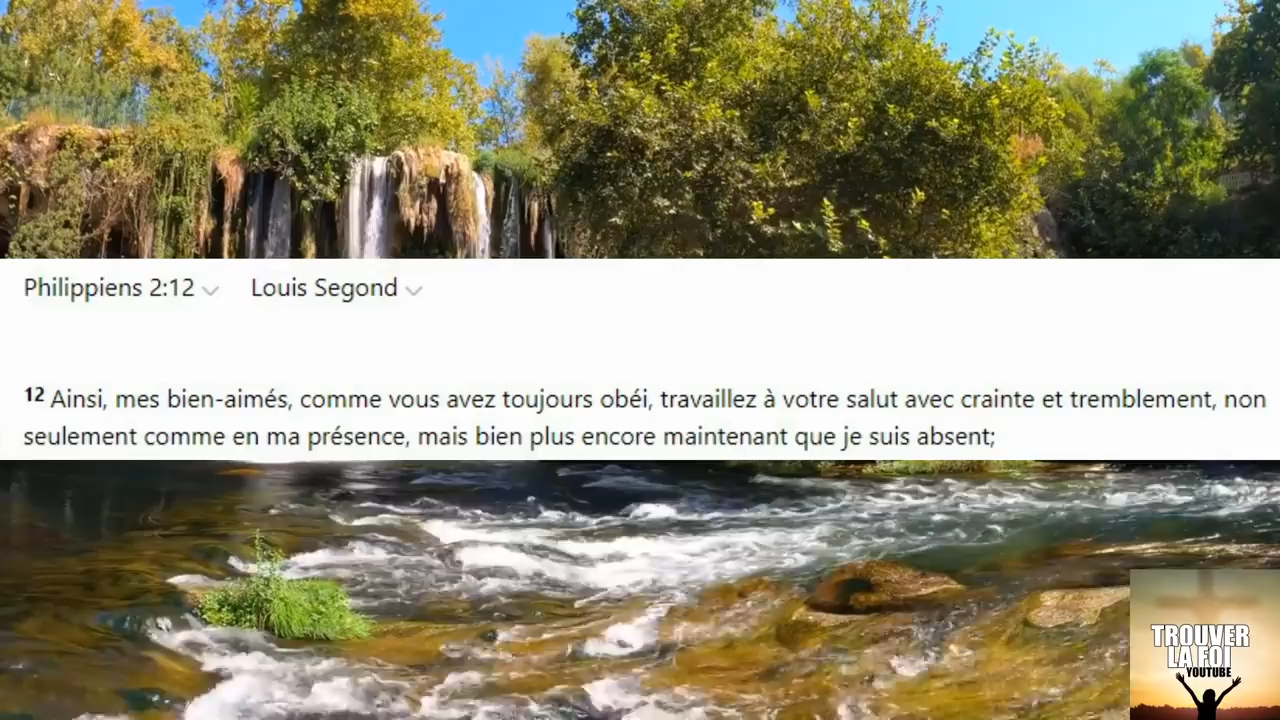 Philippiens 2:12 Louis Segond
12 Ainsi, mes bien-aimés, comme vous avez toujours obéi, travaillez à votre salut avec crainte et tremblement, non
seulement comme en ma présence, mais bien plus encore maintenant que je suis absent;
TROUVER
LA FOI
YOUTUBE